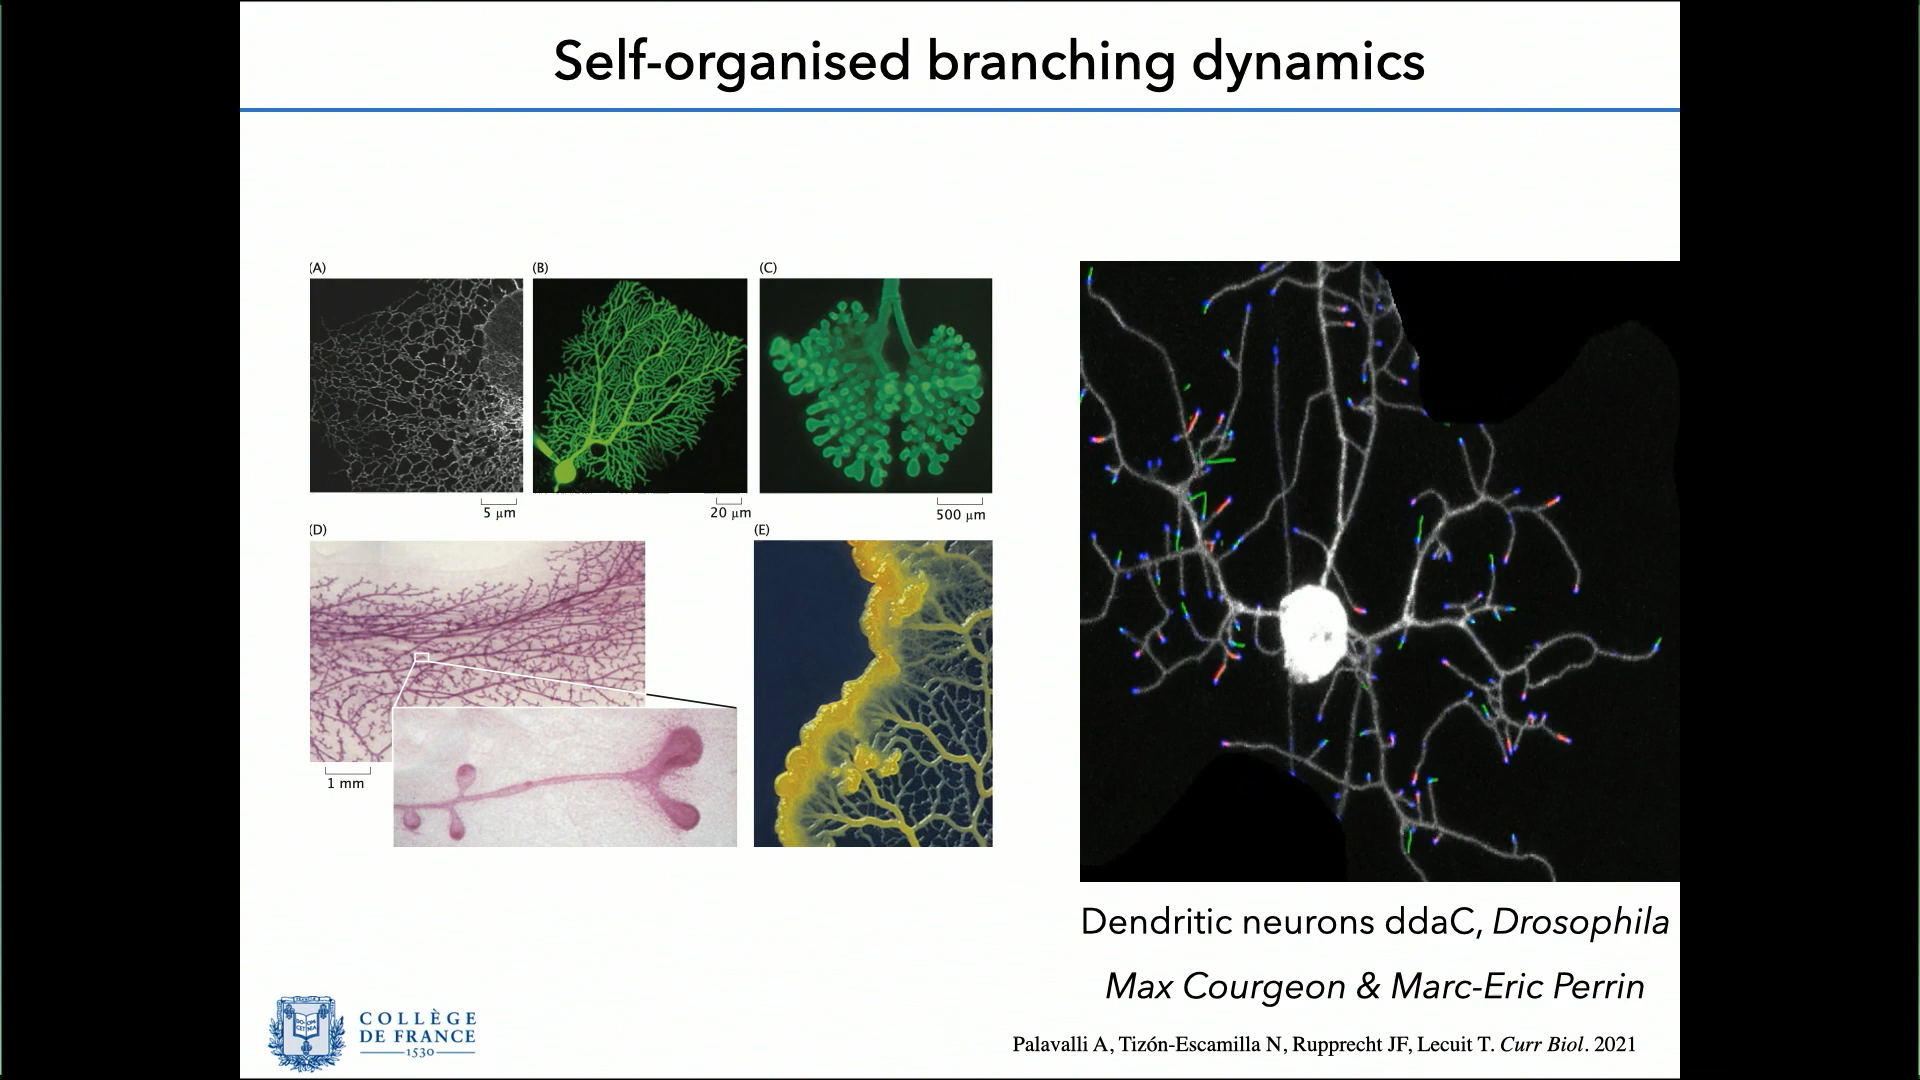 Self-organised branching dynamics
(A)
(B)
(C)
5 µm
20 µm
500 µm
(D)
(E)
1 mm
Dendritic neurons ddaC, Drosophila
Max Courgeon & Marc-Eric Perrin
Palavalli A, Tizón-Escamilla N, Rupprecht JF, Lecuit T. Curr Biol. 2021
COLLÈGE
DE FRANCE
1530